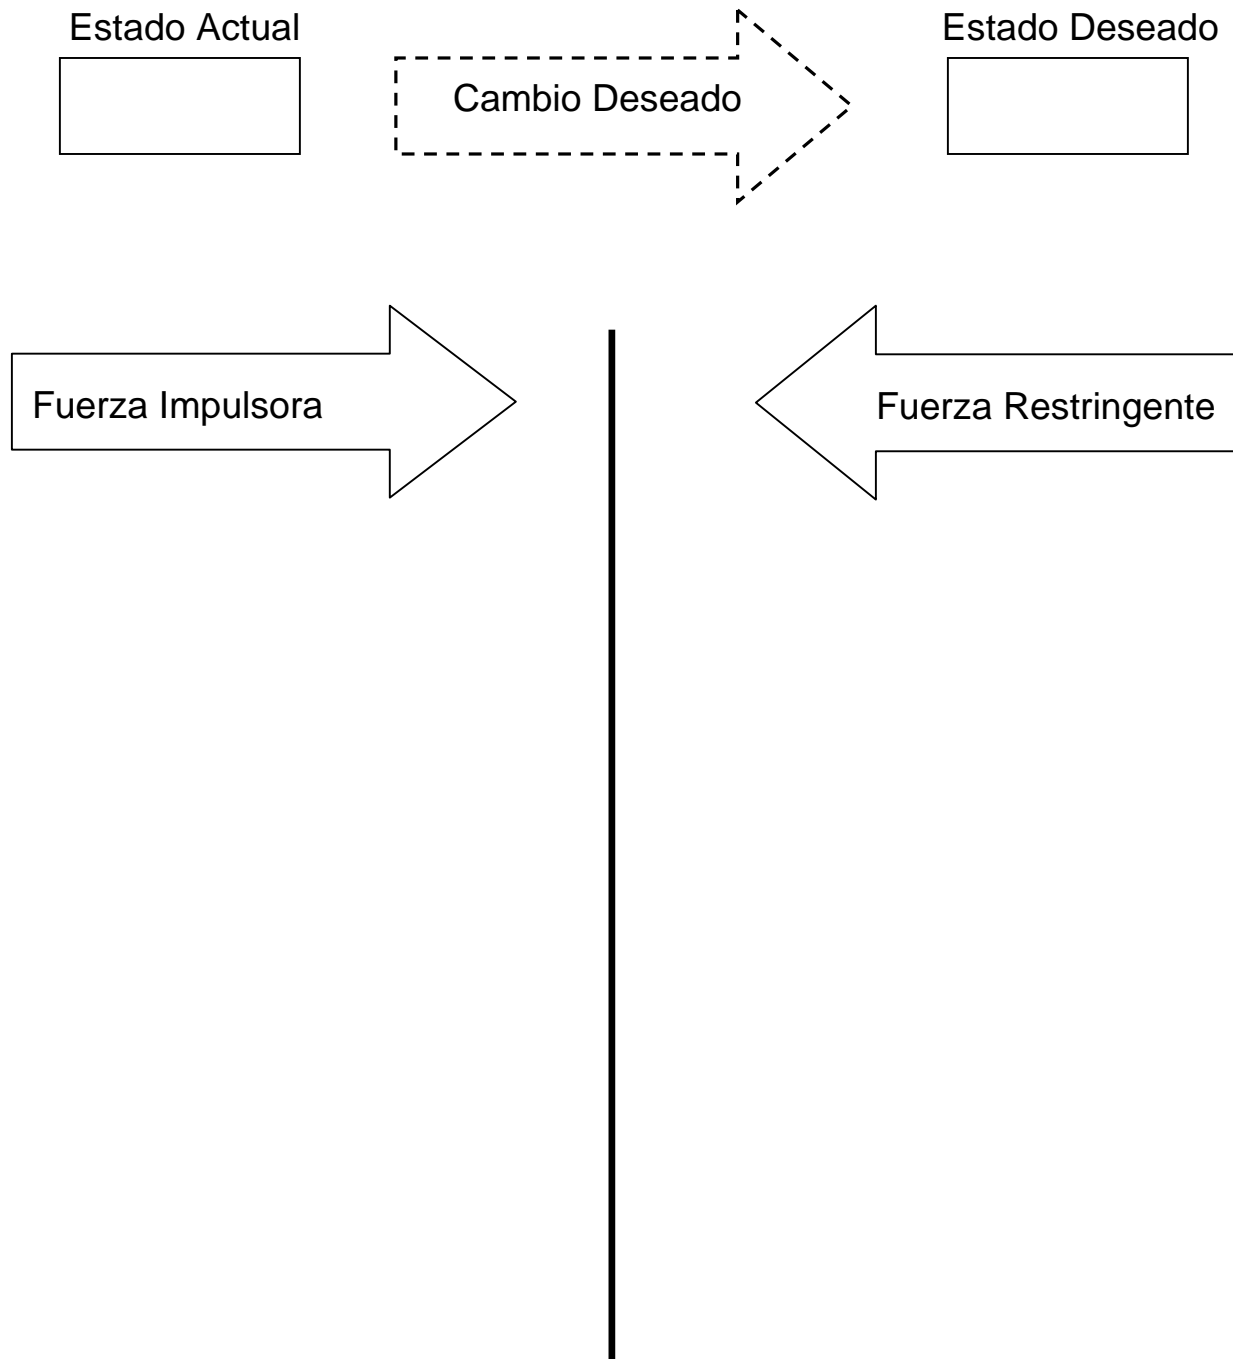 Estado Actual
Estado Deseado
Cambio Deseado
Fuerza Impulsora
Fuerza Restringente